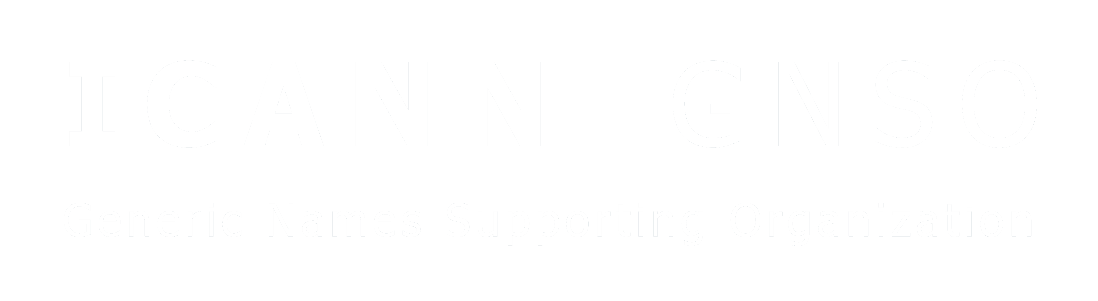 ICANN GNSO
Generic Names Supporting Organization